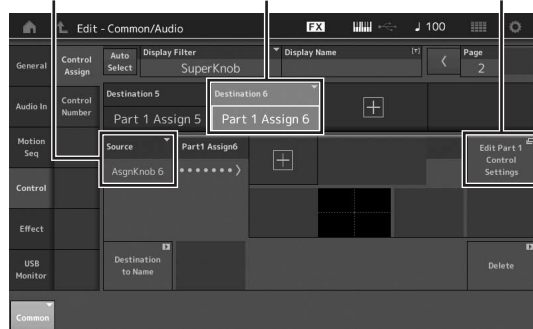 Edit - Common/Audio FX ♩ 100
General Control Assign Auto Select Display Filter SuperKnob Display Name [T] Page 2
Audio In Control Number Destination 5 Part 1 Assign 5 Destination 6 Part 1 Assign 6 +
Motion Seq Source AsgnKnob 6 Part1 Assign6 + Edit Part 1 Control Settings
Control
Effect
USB Monitor Destination to Name Delete
Common